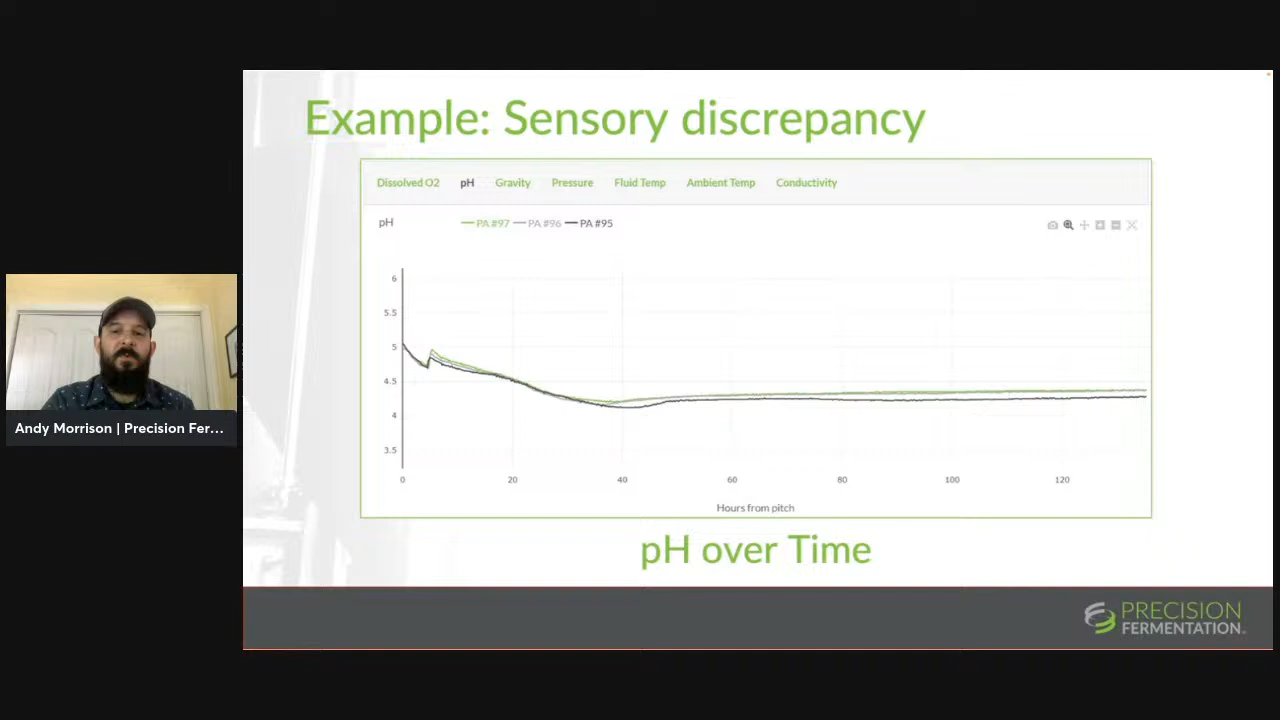 Example: Sensory discrepancy
Dissolved O2 pH Gravity Pressure Fluid Temp Ambient Temp Conductivity
pH PA #97 PA #96 PA #95
6
5.5
5
4.5
4
3.5
0 20 40 60 80 100 120
Hours from pitch
pH over Time
Andy Morrison | Precision Fer...
PRECISION
FERMENTATION